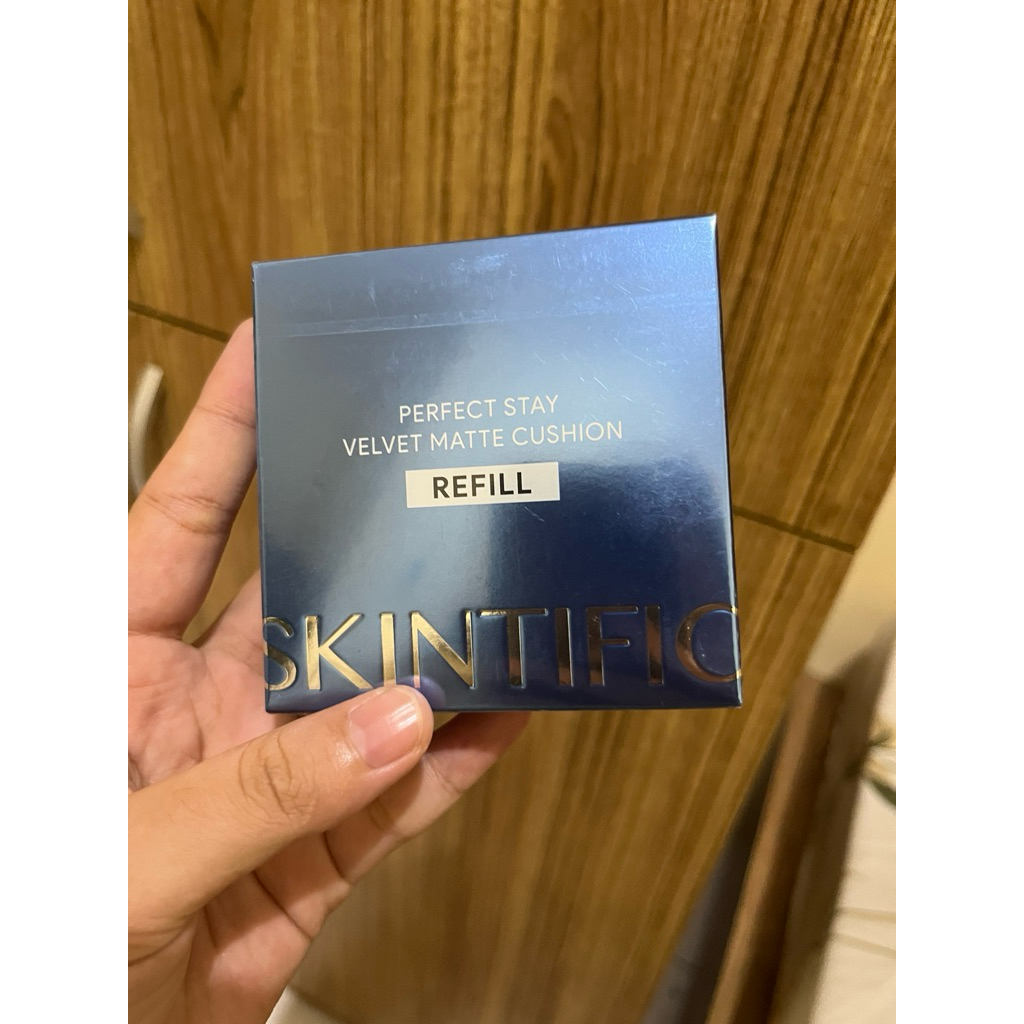 PERFECT STAY
VELVET MATTE CUSHION
REFILL
SKINTIFIC